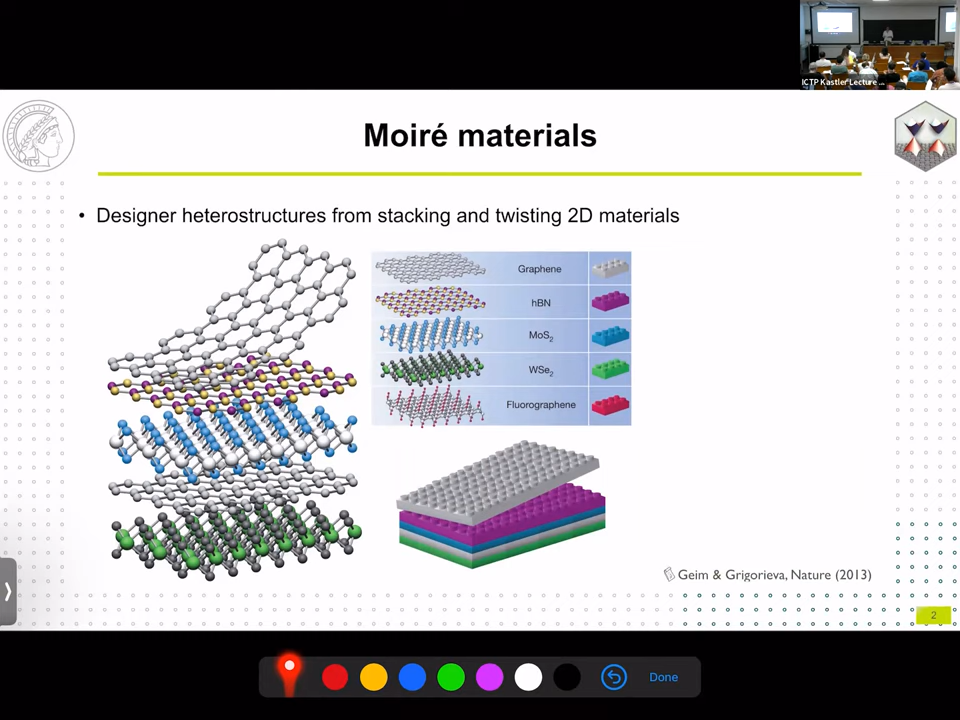 ICTP Kastler Lecture ...
Moiré materials
• Designer heterostructures from stacking and twisting 2D materials
Graphene
hBN
MoS₂
WSe₂
Fluorographene
Geim & Grigorieva, Nature (2013)
2
Done